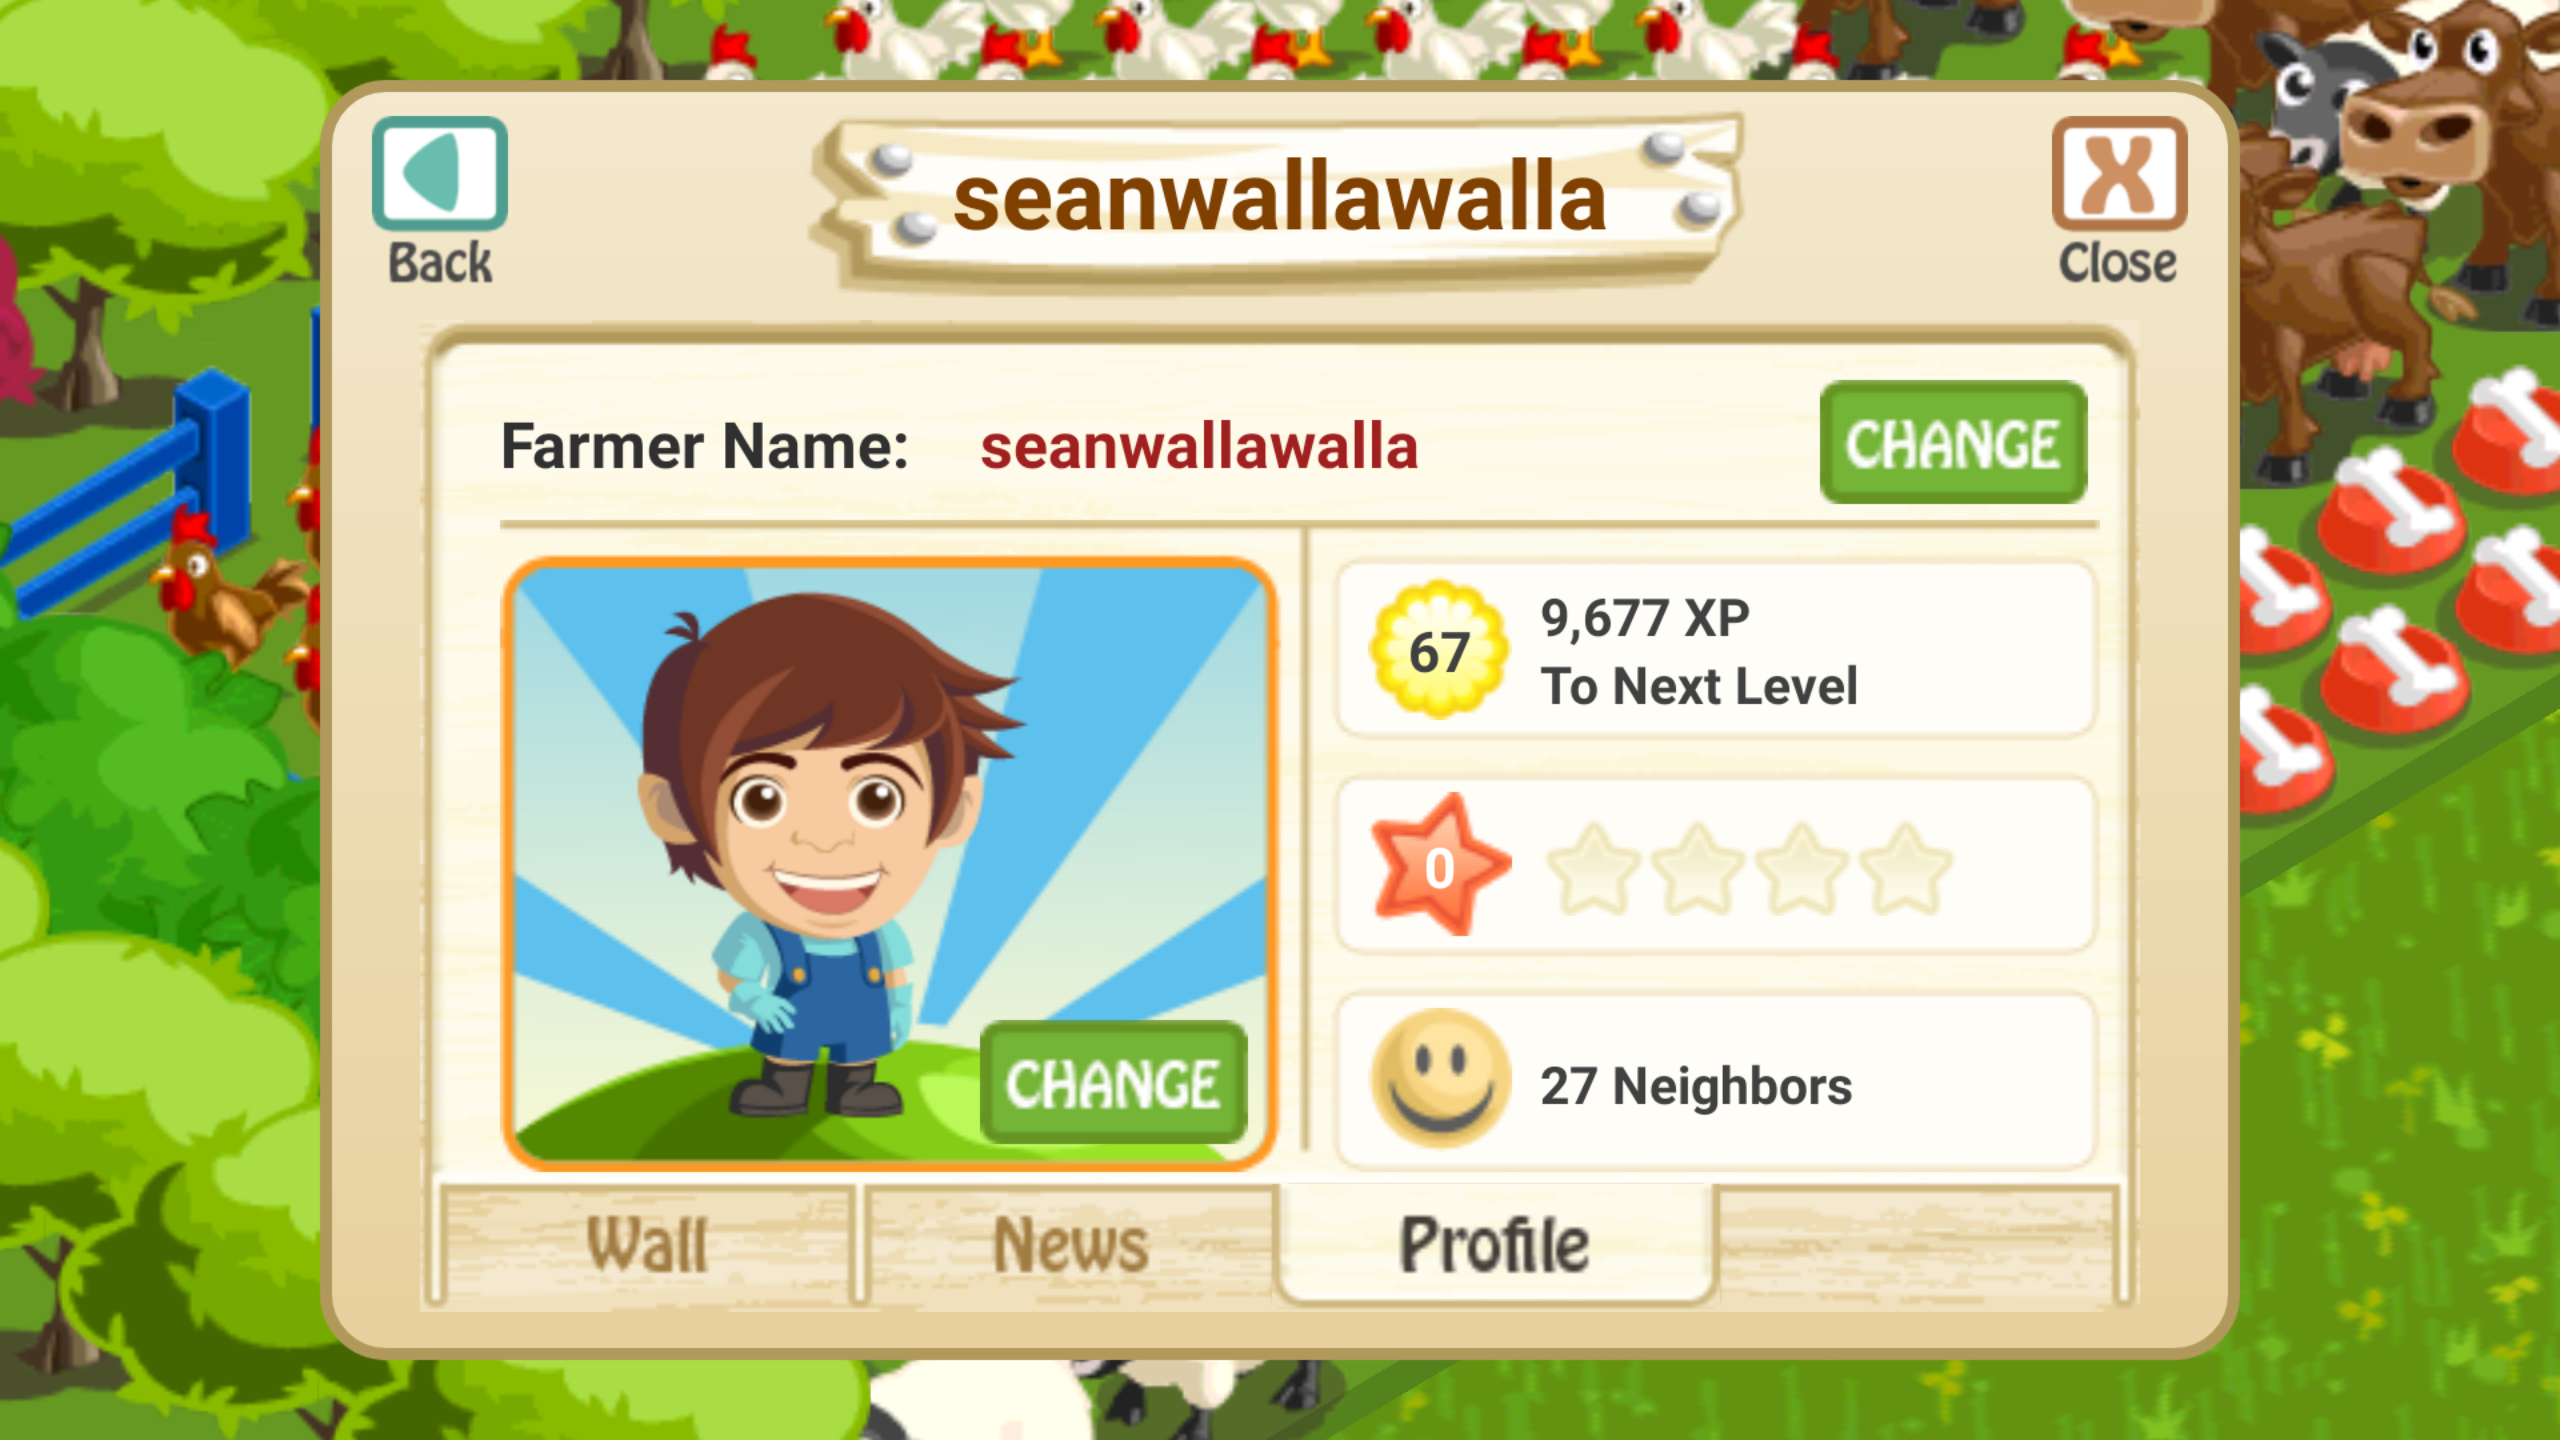 Back
seanwallawalla
Close
Farmer Name: seanwallawalla
CHANGE
67
9,677 XP
To Next Level
0
27 Neighbors
CHANGE
Wall
News
Profile